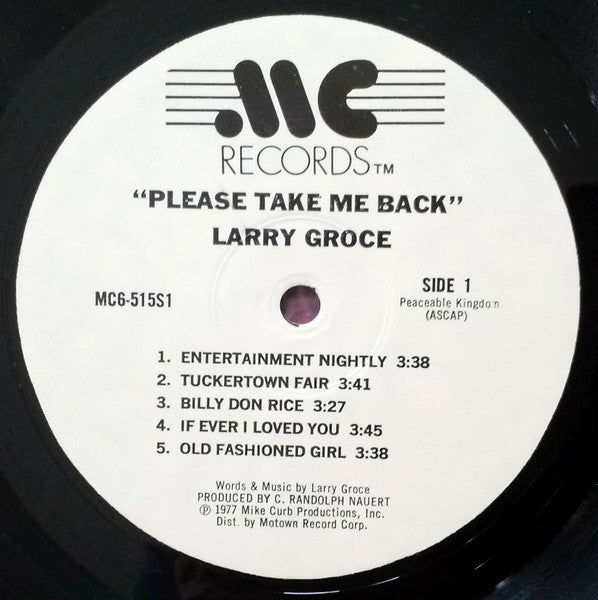 MC
RECORDS TM
"PLEASE TAKE ME BACK"
LARRY GROCE
MC6-515S1
SIDE 1
Peaceable Kingdom
(ASCAP)
1. ENTERTAINMENT NIGHTLY 3:38
2. TUCKERTOWN FAIR 3:41
3. BILLY DON RICE 3:27
4. IF EVER I LOVED YOU 3:45
5. OLD FASHIONED GIRL 3:38
Words & Music by Larry Groce
PRODUCED BY C. RANDOLPH NAUERT
℗ 1977 Mike Curb Productions, Inc.
Dist. by Motown Record Corp.